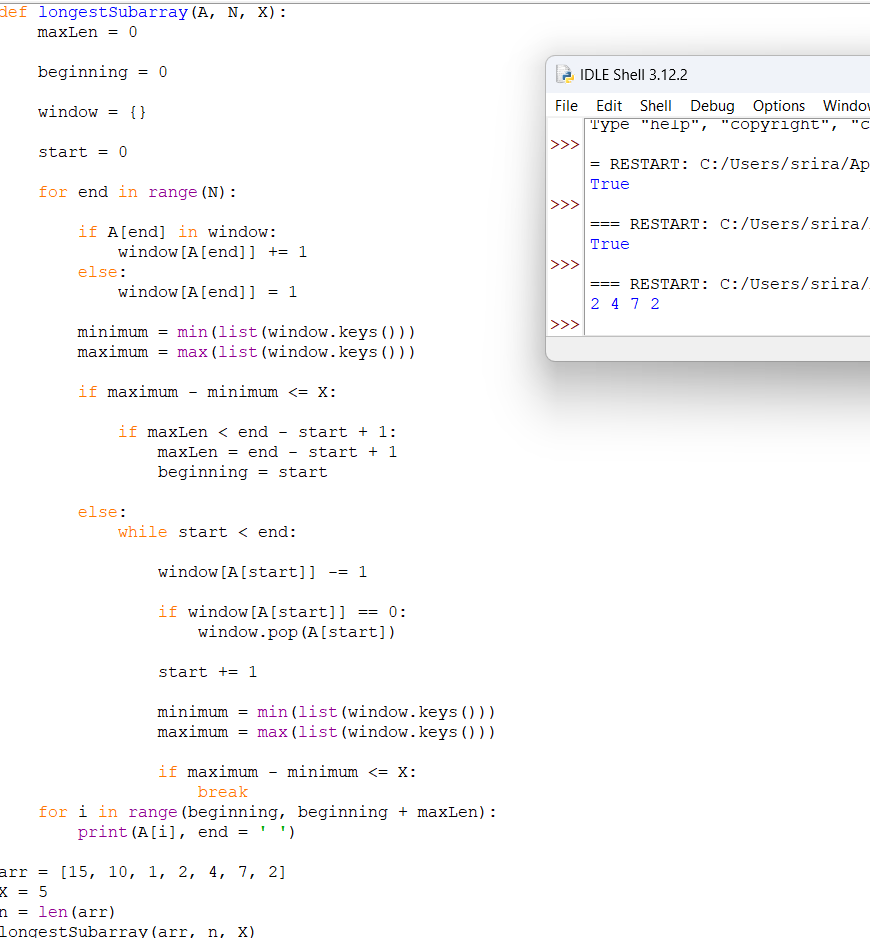 def longestSubarray(A, N, X):
    maxLen = 0
    beginning = 0
    window = {}
    start = 0
    for end in range(N):
        if A[end] in window:
            window[A[end]] += 1
        else:
            window[A[end]] = 1
        minimum = min(list(window.keys()))
        maximum = max(list(window.keys()))
        if maximum - minimum <= X:
            if maxLen < end - start + 1:
                maxLen = end - start + 1
                beginning = start
        else:
            while start < end:
                window[A[start]] -= 1
                if window[A[start]] == 0:
                    window.pop(A[start])
                start += 1
                minimum = min(list(window.keys()))
                maximum = max(list(window.keys()))
                if maximum - minimum <= X:
                    break
    for i in range(beginning, beginning + maxLen):
        print(A[i], end = ' ')
arr = [15, 10, 1, 2, 4, 7, 2]
X = 5
n = len(arr)
longestSubarray(arr, n, X)
IDLE Shell 3.12.2
File Edit Shell Debug Options Window
Type "help", "copyright", "c
>>>
= RESTART: C:/Users/srira/Ap
True
>>>
=== RESTART: C:/Users/srira/
True
>>>
=== RESTART: C:/Users/srira/
2 4 7 2
>>>